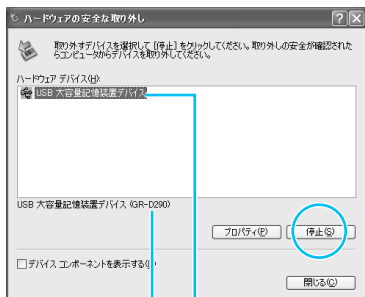 ハードウェアの安全な取り外し
取り外すデバイスを選択して [停止] をクリックしてください。取り外しの安全が確認された
らコンピュータからデバイスを取り外してください。
ハードウェア デバイス(H):
USB 大容量記憶装置デバイス
USB 大容量記憶装置デバイス (GR-D290)
プロパティ(P)
停止(S)
デバイス コンポーネントを表示する(D)
閉じる(C)